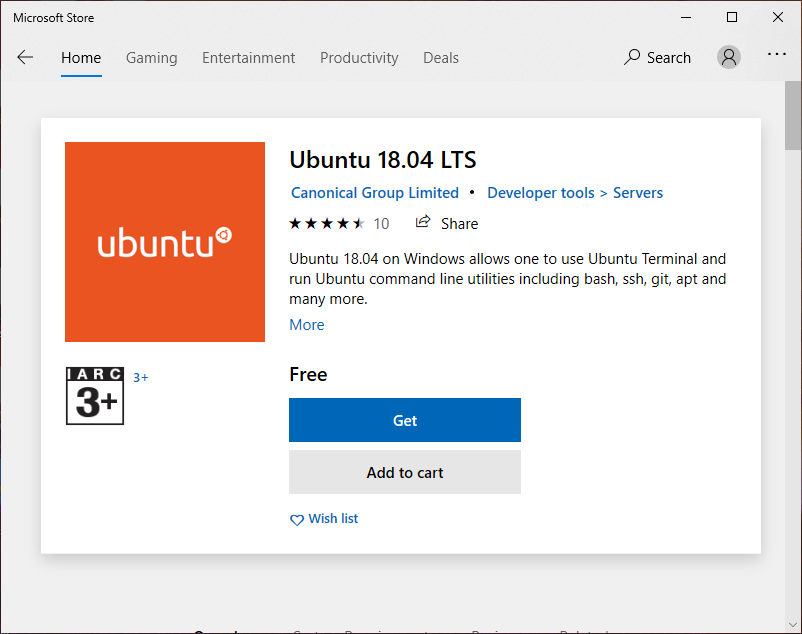 Microsoft Store
Home Gaming Entertainment Productivity Deals Search
ubuntu
Ubuntu 18.04 LTS
Canonical Group Limited • Developer tools > Servers
10 Share
Ubuntu 18.04 on Windows allows one to use Ubuntu Terminal and
run Ubuntu command line utilities including bash, ssh, git, apt and
many more.
More
IARC
3+
3+
Free
Get
Add to cart
Wish list